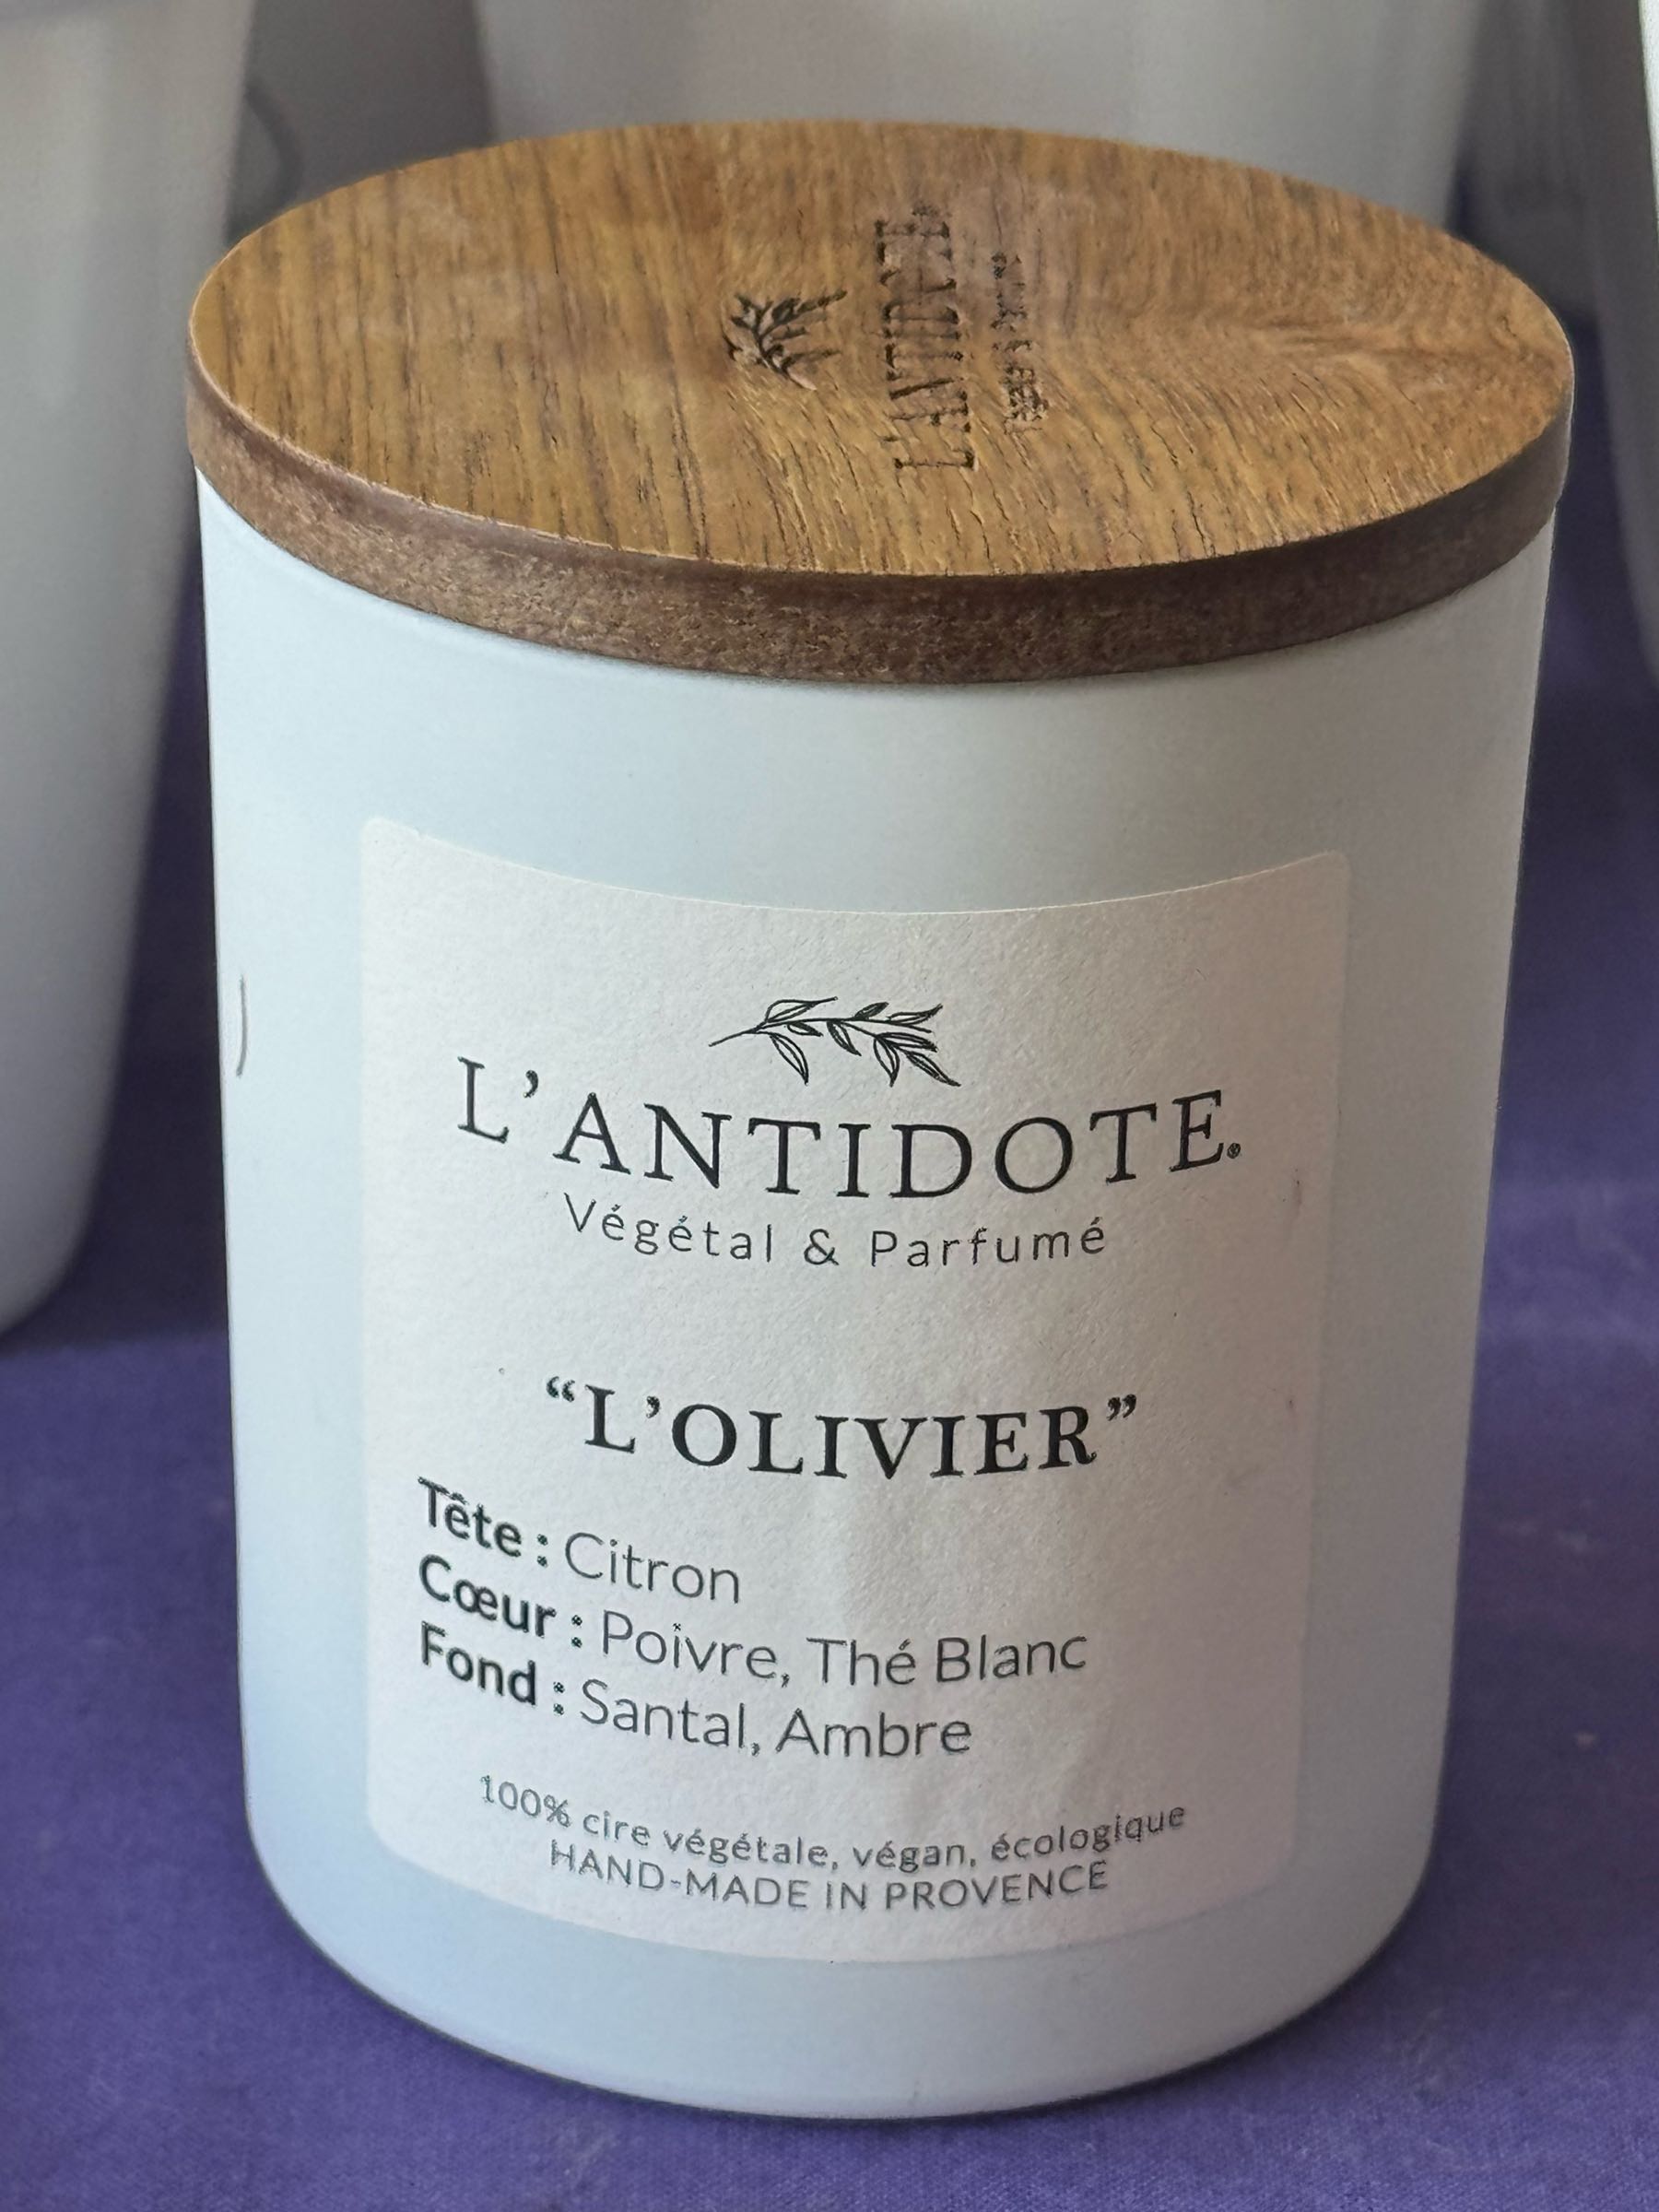 L'ANTIDOTE
L'ANTIDOTE.
Végétal & Parfumé
“L'OLIVIER”
Tête : Citron
Cœur : Poivre, Thé Blanc
Fond : Santal, Ambre
100% cire végétale, végan, écologique
HAND-MADE IN PROVENCE